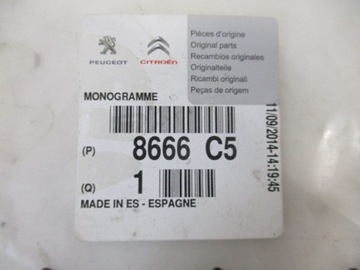 PEUGEOT CITROËN
Pièces d'origine
Original parts
Recambios originales
Originalteile
Ricambi originali
Peças de origem
MONOGRAMME
(P) 8666 C5
(Q) 1
MADE IN ES - ESPAGNE
11/09/2014-14:19:45